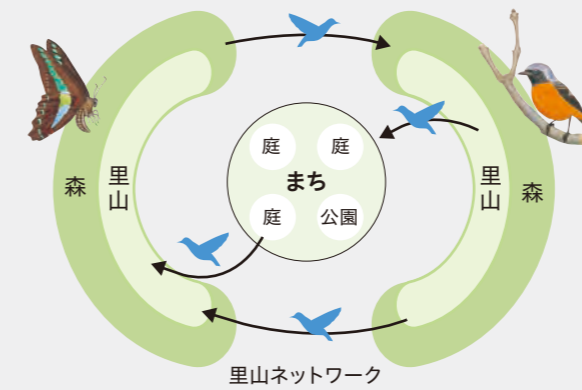 庭 庭
まち
庭 公園
森 里山
里山 森
里山ネットワーク